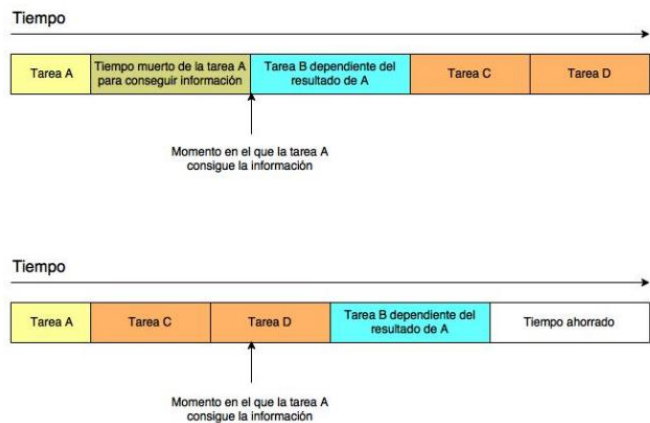 Tiempo
Tarea A
Tiempo muerto de la tarea A
para conseguir información
Tarea B dependiente del
resultado de A
Tarea C
Tarea D
Momento en el que la tarea A
consigue la información
Tiempo
Tarea A
Tarea C
Tarea D
Tarea B dependiente del
resultado de A
Tiempo ahorrado
Momento en el que la tarea A
consigue la información